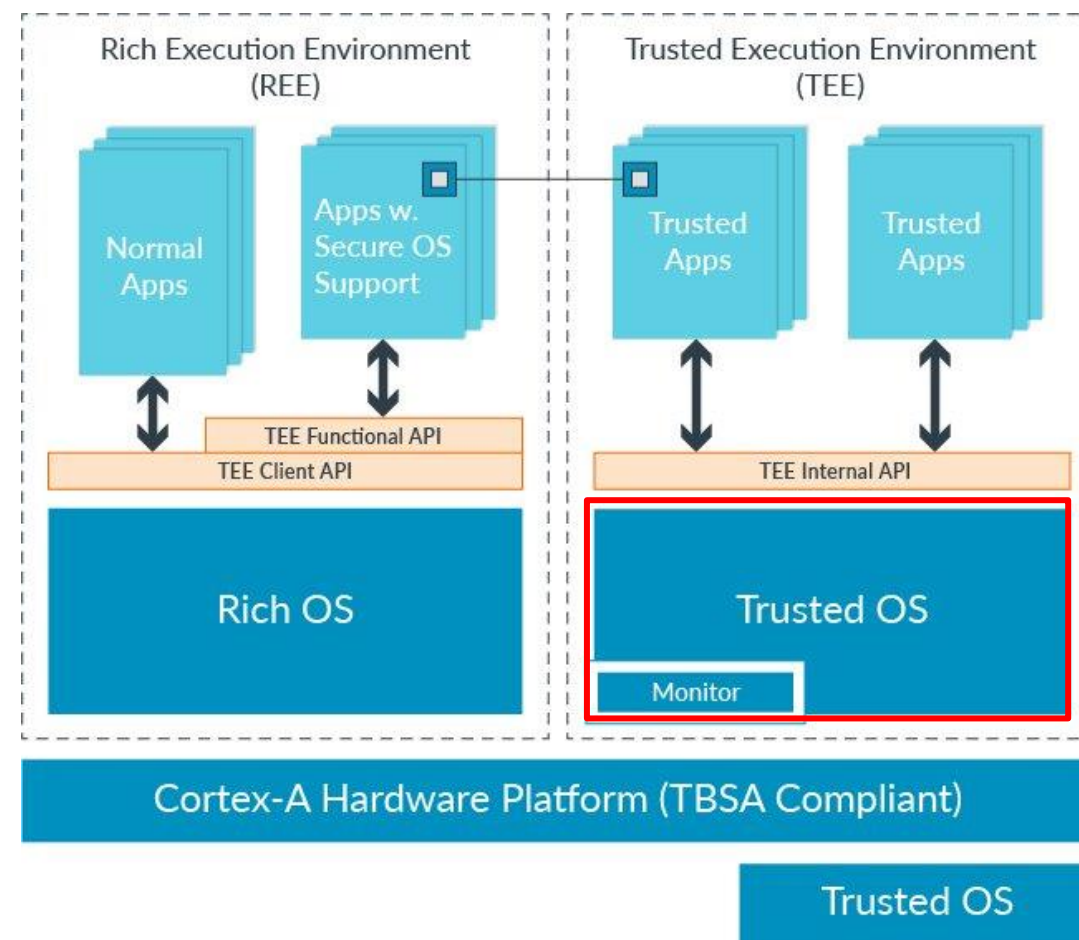 Rich Execution Environment
(REE)
Trusted Execution Environment
(TEE)
Normal
Apps
Apps w.
Secure OS
Support
Trusted
Apps
Trusted
Apps
TEE Functional API
TEE Client API
TEE Internal API
Rich OS
Trusted OS
Monitor
Cortex-A Hardware Platform (TBSA Compliant)
Trusted OS